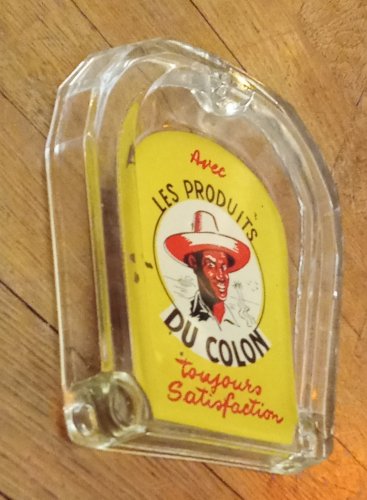 Avec
LES PRODUITS
DU COLON
toujours
Satisfaction